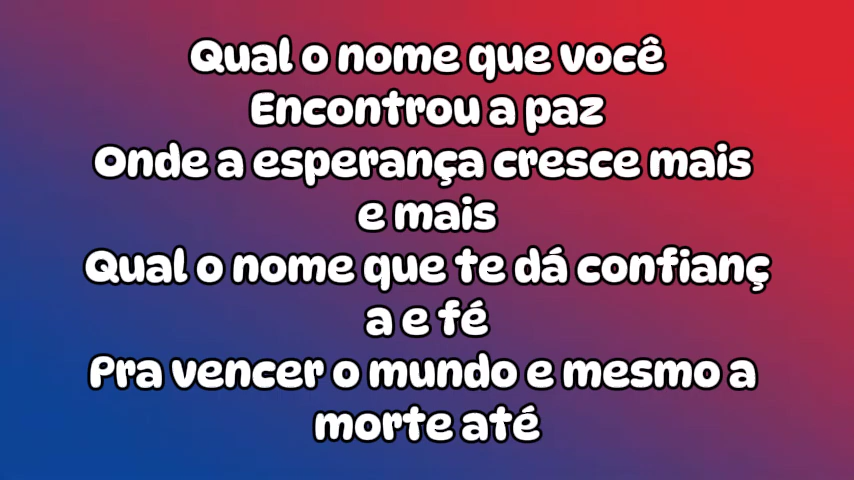 Qual o nome que você
Encontrou a paz
Onde a esperança cresce mais
e mais
Qual o nome que te dá confianç
a e fé
Pra vencer o mundo e mesmo a
morte até